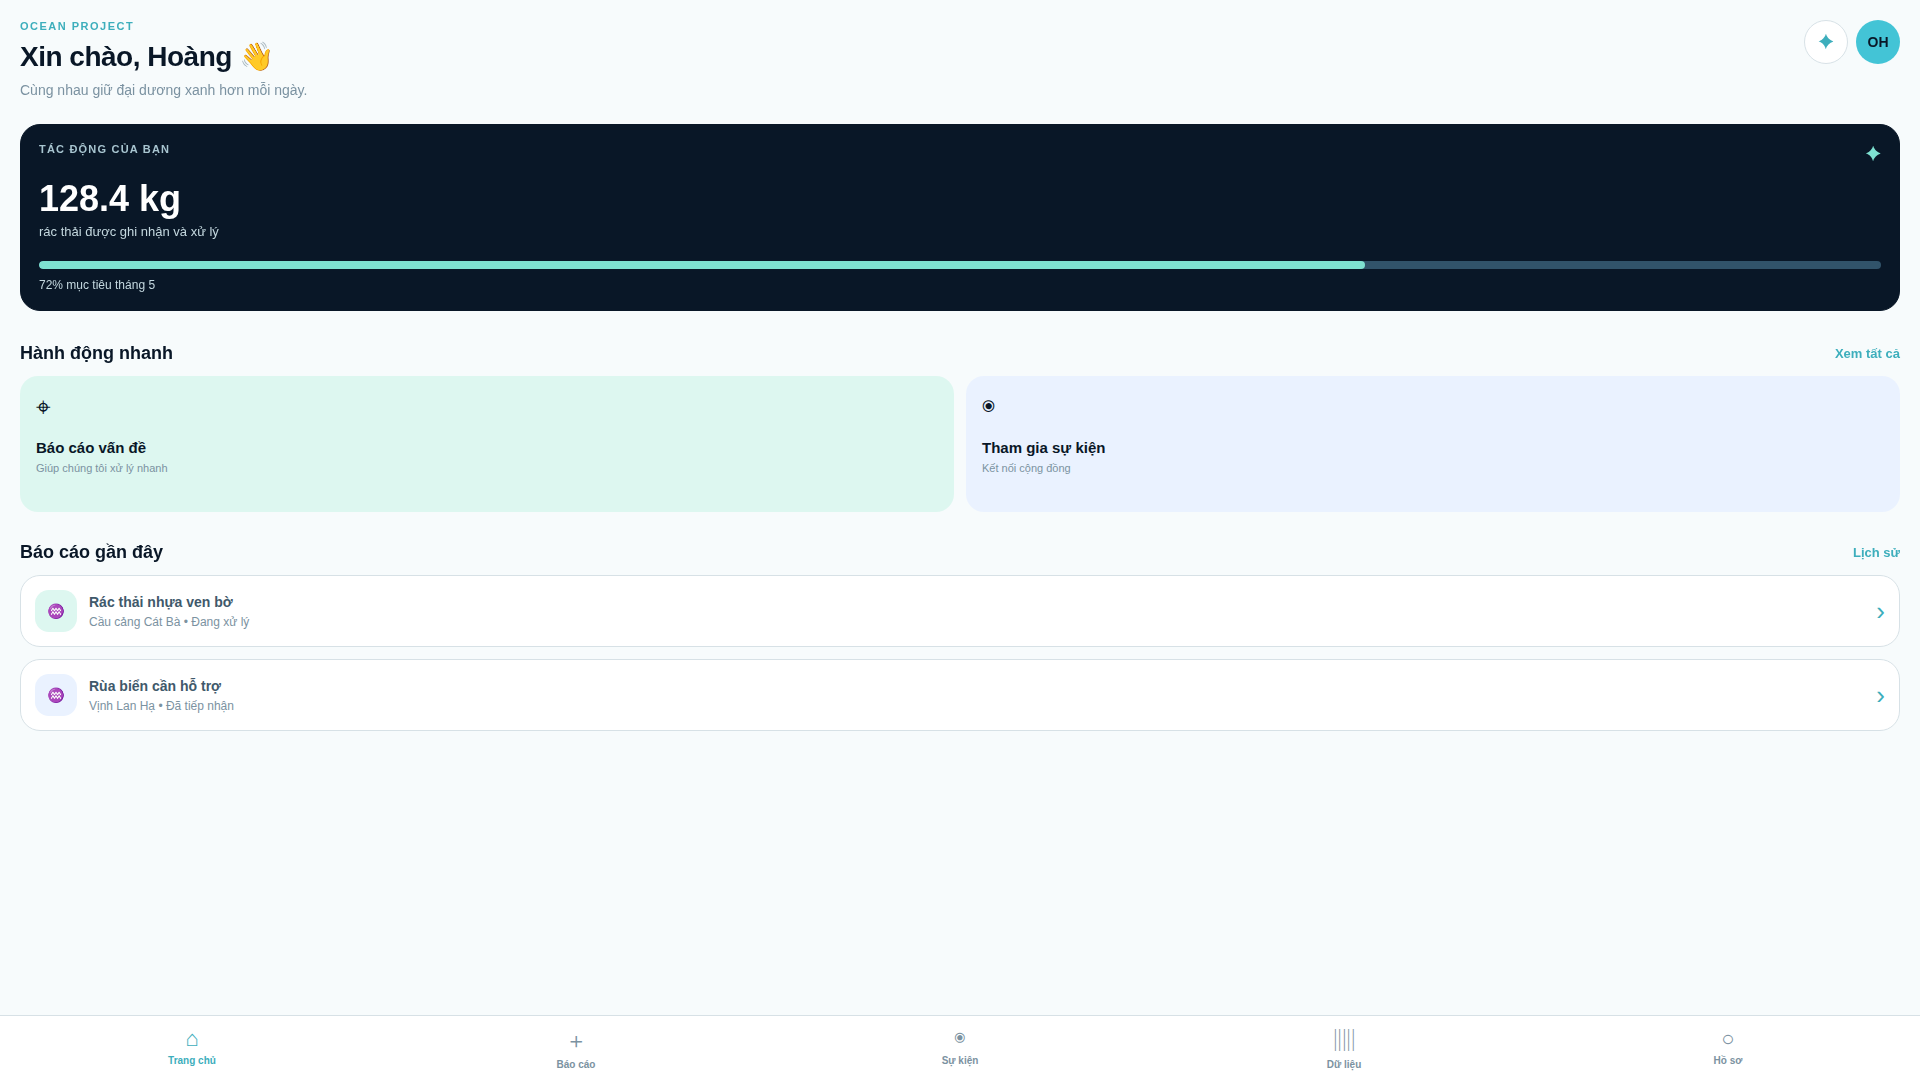 OCEAN PROJECT
Xin chào, Hoàng 👋
Cùng nhau giữ đại dương xanh hơn mỗi ngày.
OH
TÁC ĐỘNG CỦA BẠN
128.4 kg
rác thải được ghi nhận và xử lý
72% mục tiêu tháng 5
Hành động nhanh
Xem tất cả
Báo cáo vấn đề
Giúp chúng tôi xử lý nhanh
Tham gia sự kiện
Kết nối cộng đồng
Báo cáo gần đây
Lịch sử
Rác thải nhựa ven bờ
Cầu cảng Cát Bà • Đang xử lý
Rùa biển cần hỗ trợ
Vịnh Lan Hạ • Đã tiếp nhận
Trang chủ
Báo cáo
Sự kiện
Dữ liệu
Hồ sơ